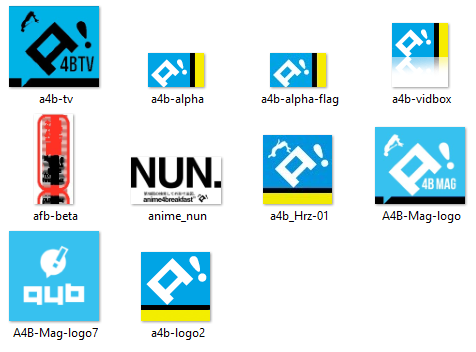 4BTV
a4b-tv
a4b-alpha
a4b-alpha-flag
a4b-vidbox
afb-beta
NUN.
anime4breakfast
anime_nun
a4b_Hrz-01
4B MAG
A4B-Mag-logo
a4b
A4B-Mag-logo7
a4b-logo2